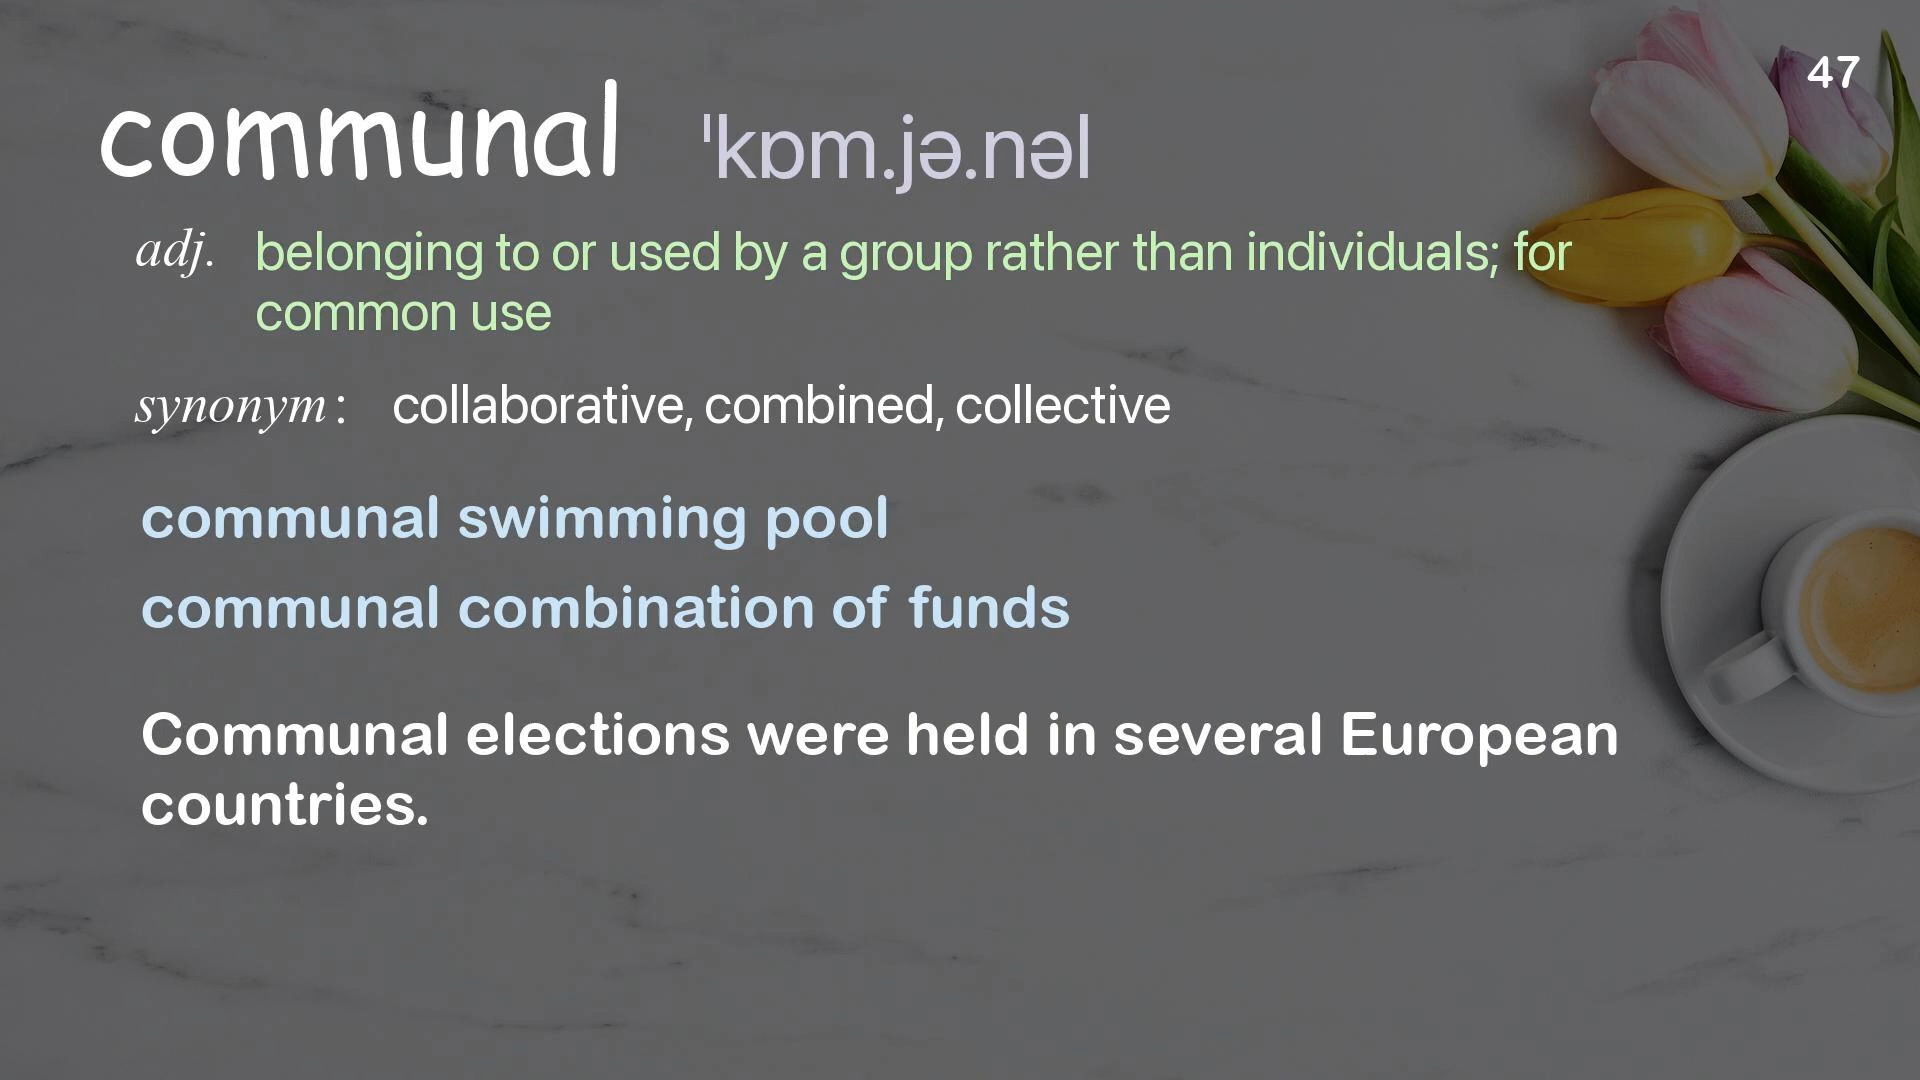 47
communal ˈkɒm.jə.nəl
adj. belonging to or used by a group rather than individuals; for
common use
synonym : collaborative, combined, collective
communal swimming pool
communal combination of funds
Communal elections were held in several European
countries.